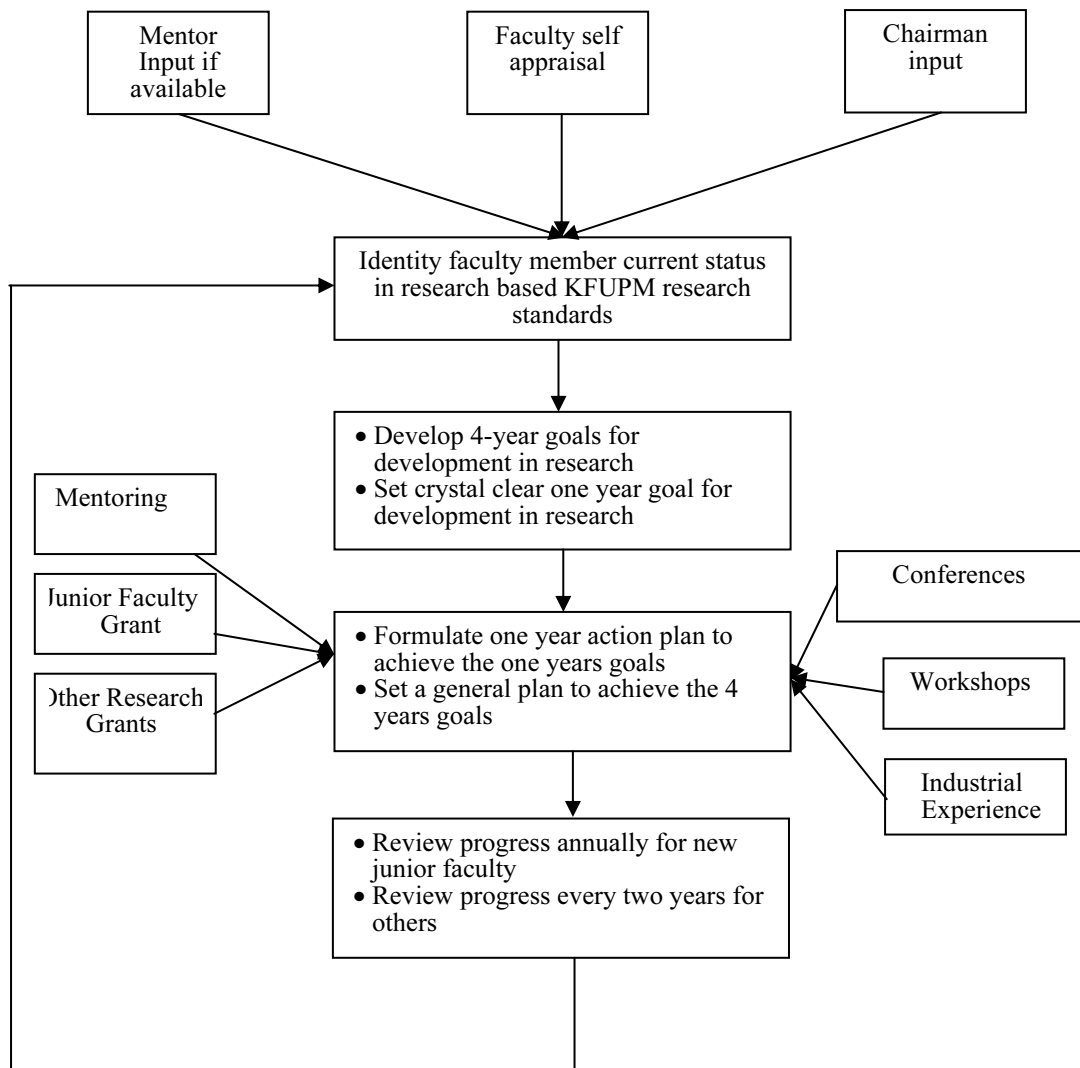 Mentor
Input if
available
Faculty self
appraisal
Chairman
input
Identity faculty member current status
in research based KFUPM research
standards
• Develop 4-year goals for
development in research
• Set crystal clear one year goal for
development in research
Mentoring
Junior Faculty
Grant
Other Research
Grants
• Formulate one year action plan to
achieve the one years goals
• Set a general plan to achieve the 4
years goals
Conferences
Workshops
Industrial
Experience
• Review progress annually for new
junior faculty
• Review progress every two years for
others